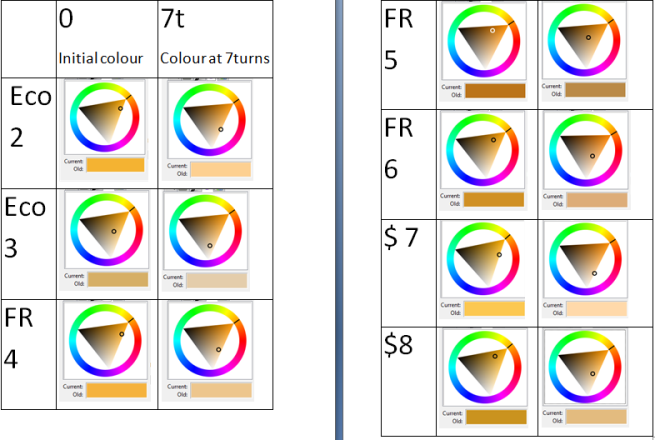 0
7t
Initial colour
Colour at 7turns
Eco
2
Current:
Old:
Current:
Old:
Eco
3
Current:
Old:
Current:
Old:
FR
4
Current:
Old:
Current:
Old:
FR
5
Current:
Old:
Current:
Old:
FR
6
Current:
Old:
Current:
Old:
$ 7
Current:
Old:
Current:
Old:
$8
Current:
Old:
Current:
Old: